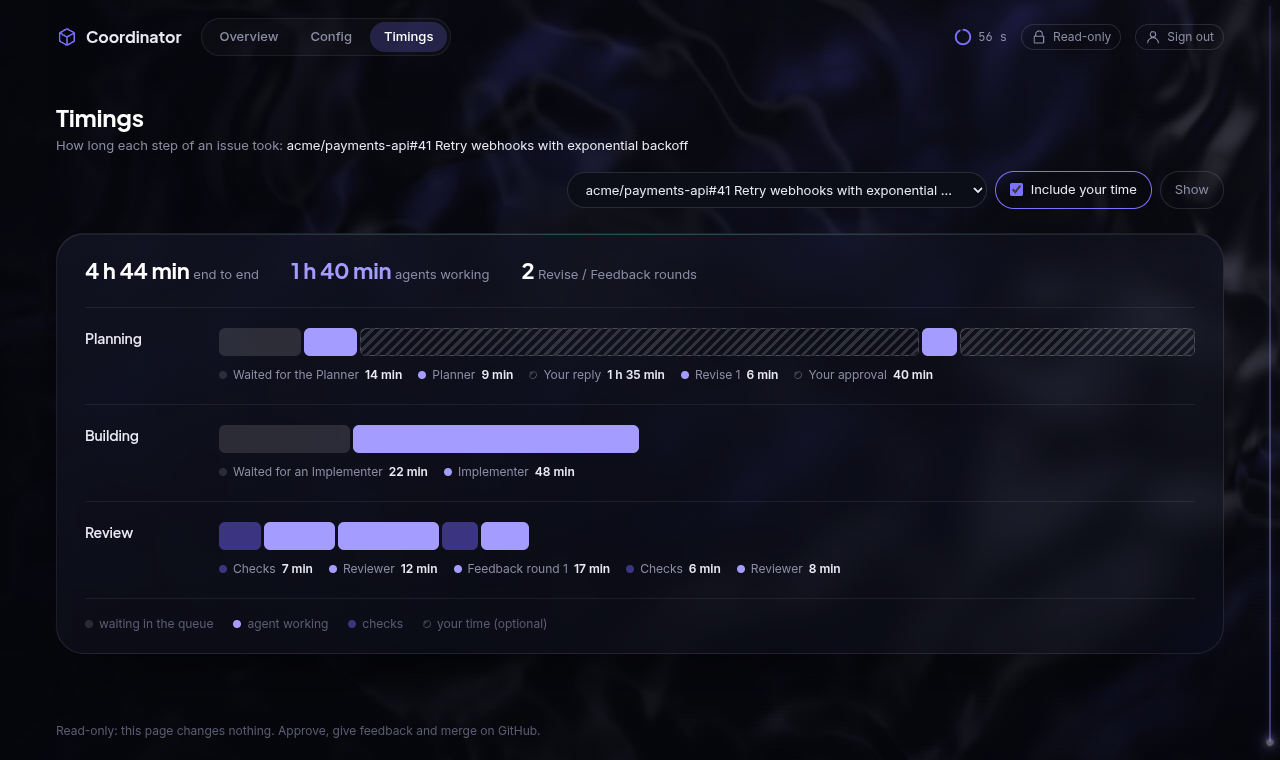 Coordinator Overview Config Timings 56 s Read-only Sign out
Timings
How long each step of an issue took: acme/payments-api#41 Retry webhooks with exponential backoff
acme/payments-api#41 Retry webhooks with exponential ... Include your time Show
4 h 44 min end to end 1 h 40 min agents working 2 Revise / Feedback rounds
Planning
Waited for the Planner 14 min Planner 9 min Your reply 1 h 35 min Revise 1 6 min Your approval 40 min
Building
Waited for an Implementer 22 min Implementer 48 min
Review
Checks 7 min Reviewer 12 min Feedback round 1 17 min Checks 6 min Reviewer 8 min
waiting in the queue agent working checks your time (optional)
Read-only: this page changes nothing. Approve, give feedback and merge on GitHub.